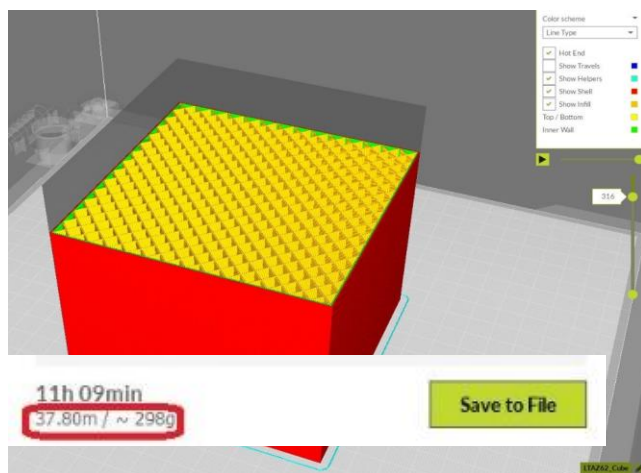 Color scheme
Line Type
Hot End
Show Travels
Show Helpers
Show Shell
Show Infill
Top / Bottom
Inner Wall
316
11h 09min
37.80m / ~ 298g
Save to File
LTAZ62_Cube